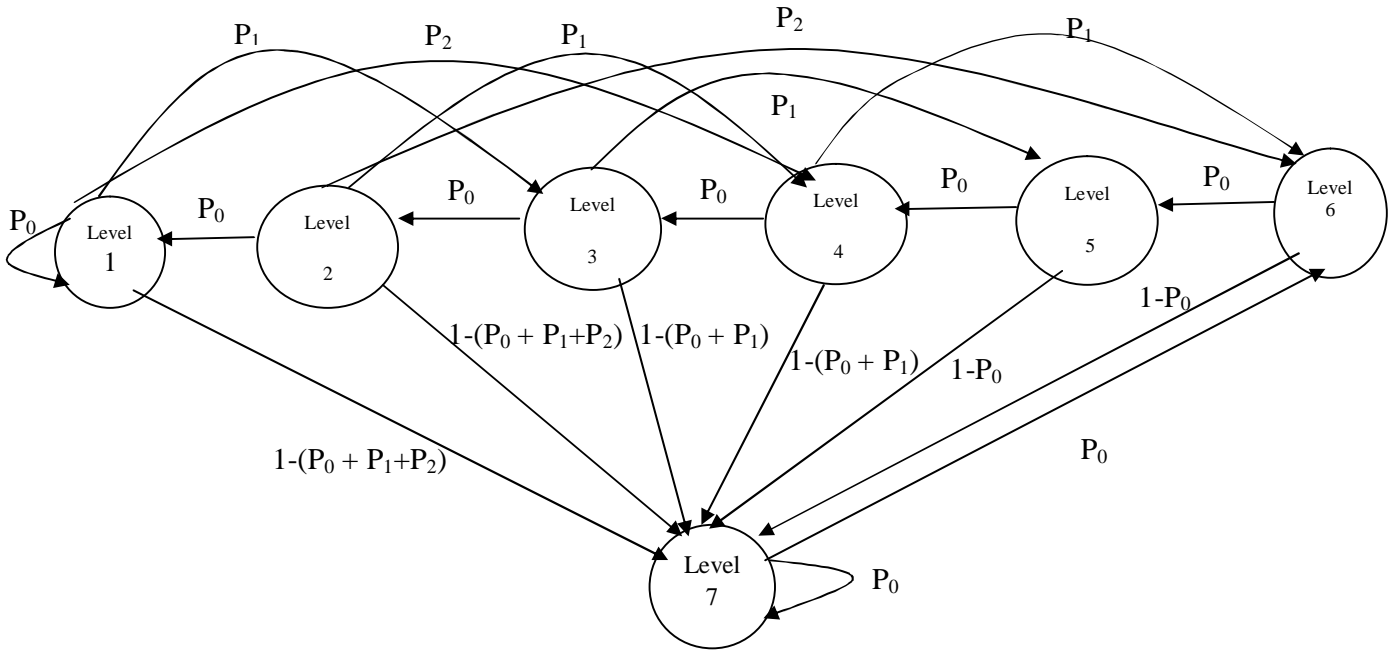 P₁
P₂
P₁
P₂
P₁
P₁
P₀
P₀
P₀
P₀
P₀
P₀
Level
1
Level
2
Level
3
Level
4
Level
5
Level
6
1-(P₀ + P₁+P₂)
1-(P₀ + P₁)
1-(P₀ + P₁)
1-P₀
1-P₀
1-(P₀ + P₁+P₂)
P₀
Level
7
P₀